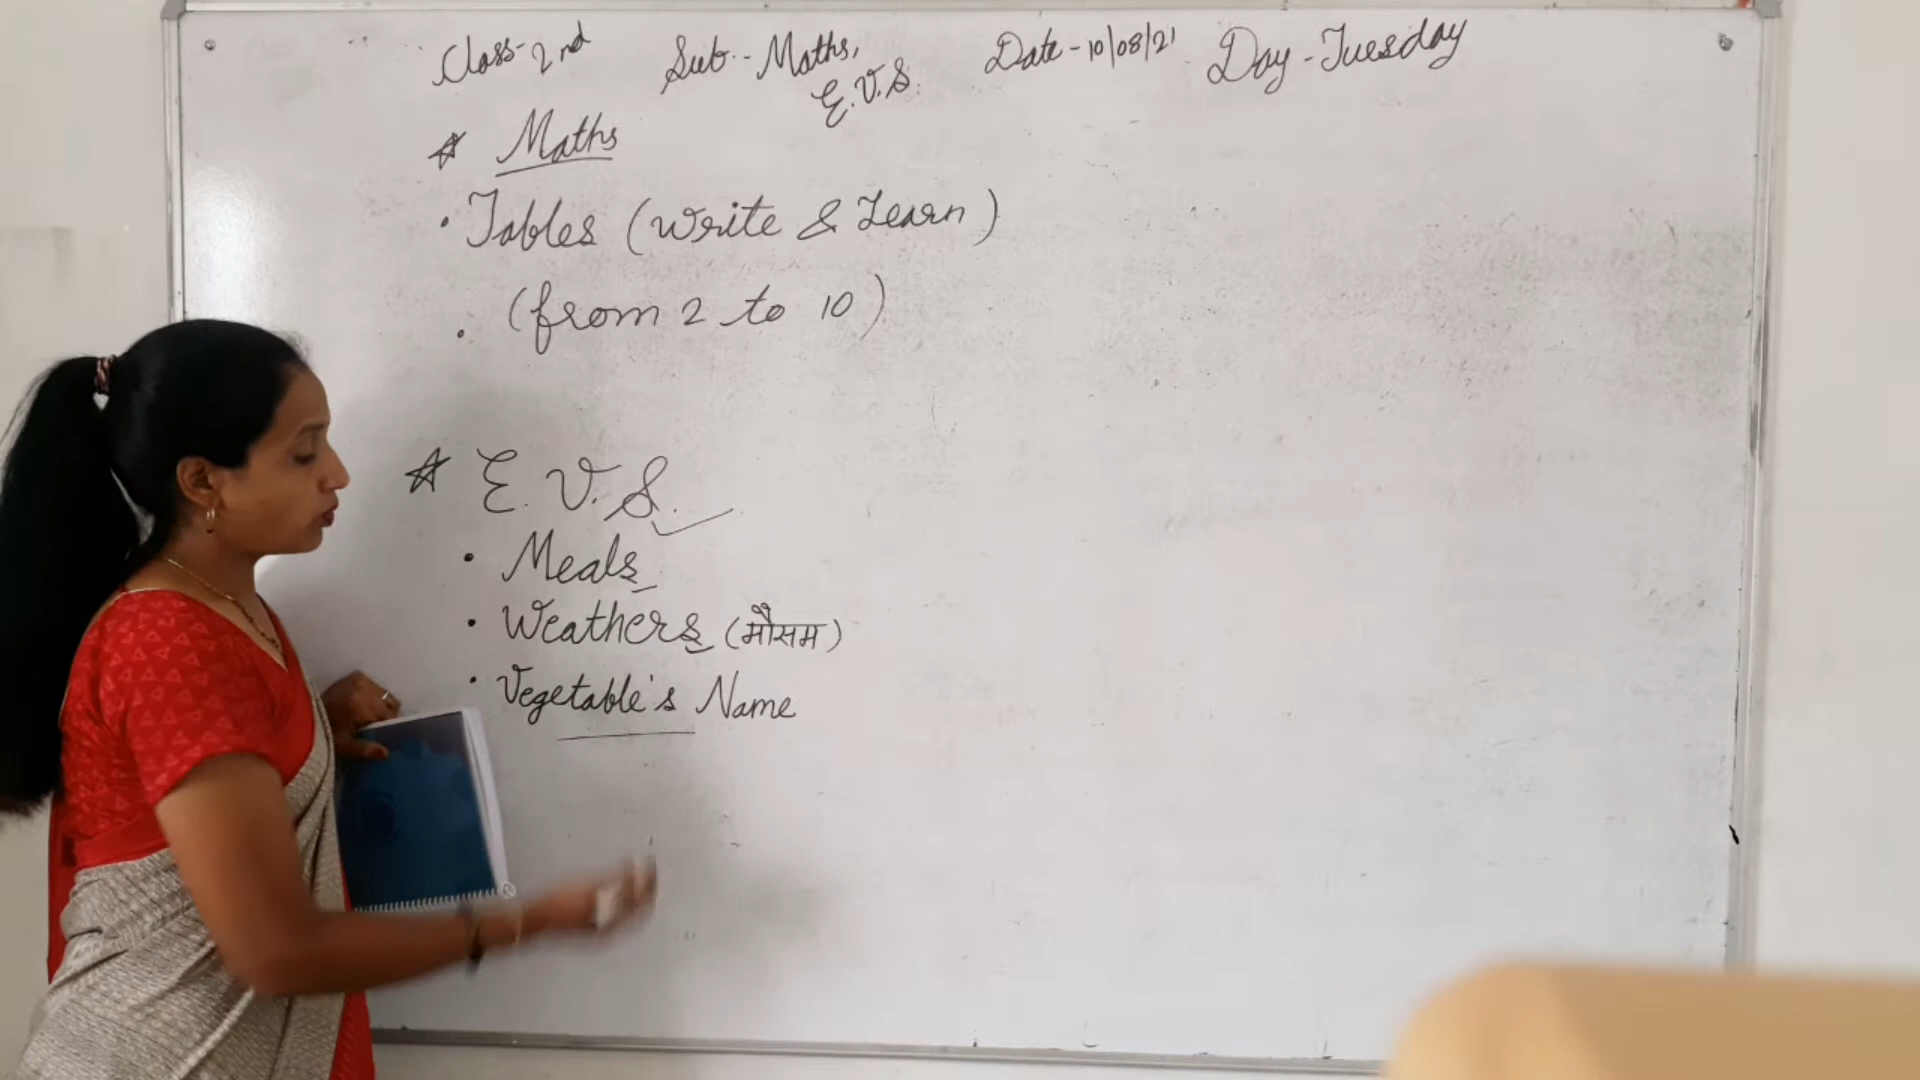 Class-2nd Sub-- Maths, Date-10/08/21 Day-Tuesday
E.V.S.
☆ Maths
• Tables (Write & Learn)
• (from 2 to 10)
☆ E.V.S.
• Meals
• Weathers (मौसम)
• Vegetable's Name